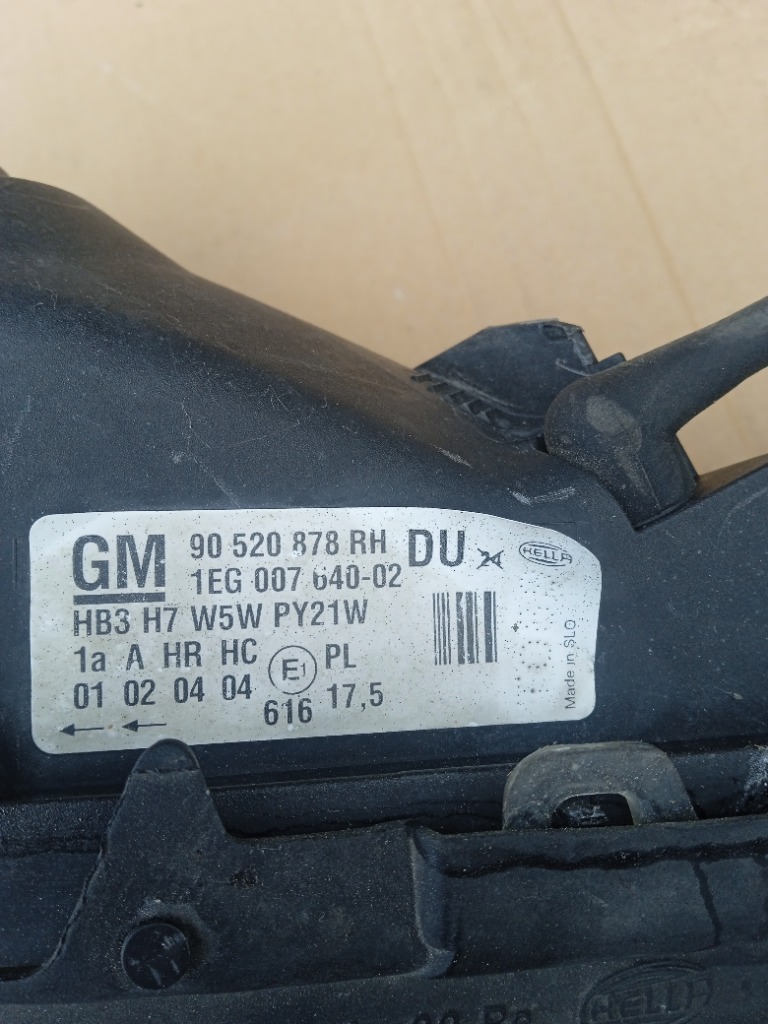 GM 90 520 878 RH DU 24 HELLA
1EG 007 640-02
HB3 H7 W5W PY21W
1a A HR HC E1 PL
01 02 04 04 616 17,5
Made in SLO
HELLA